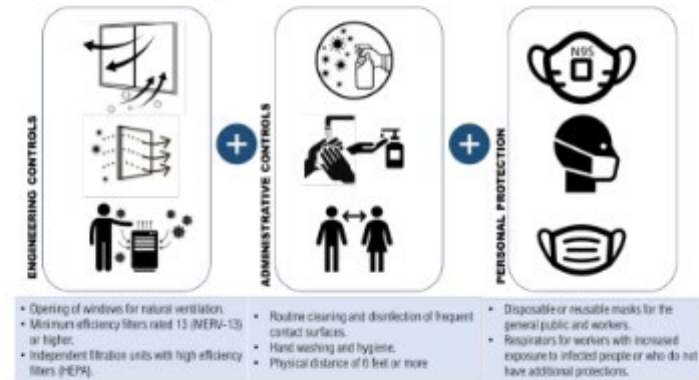 ENGINEERING CONTROLS
ADMINISTRATIVE CONTROLS
PERSONAL PROTECTION
N95
+
+
• Opening of windows for natural ventilation.
• Minimum efficiency filters rated 13 (MERV-13)
or higher.
• Independent filtration units with high efficiency
filters (HEPA).
• Routine cleaning and disinfection of frequent
contact surfaces.
• Hand washing and hygiene.
• Physical distance of 6 feet or more
• Disposable or reusable masks for the
general public and workers.
• Respirators for workers with increased
exposure to infected people or who do not
have additional protections.